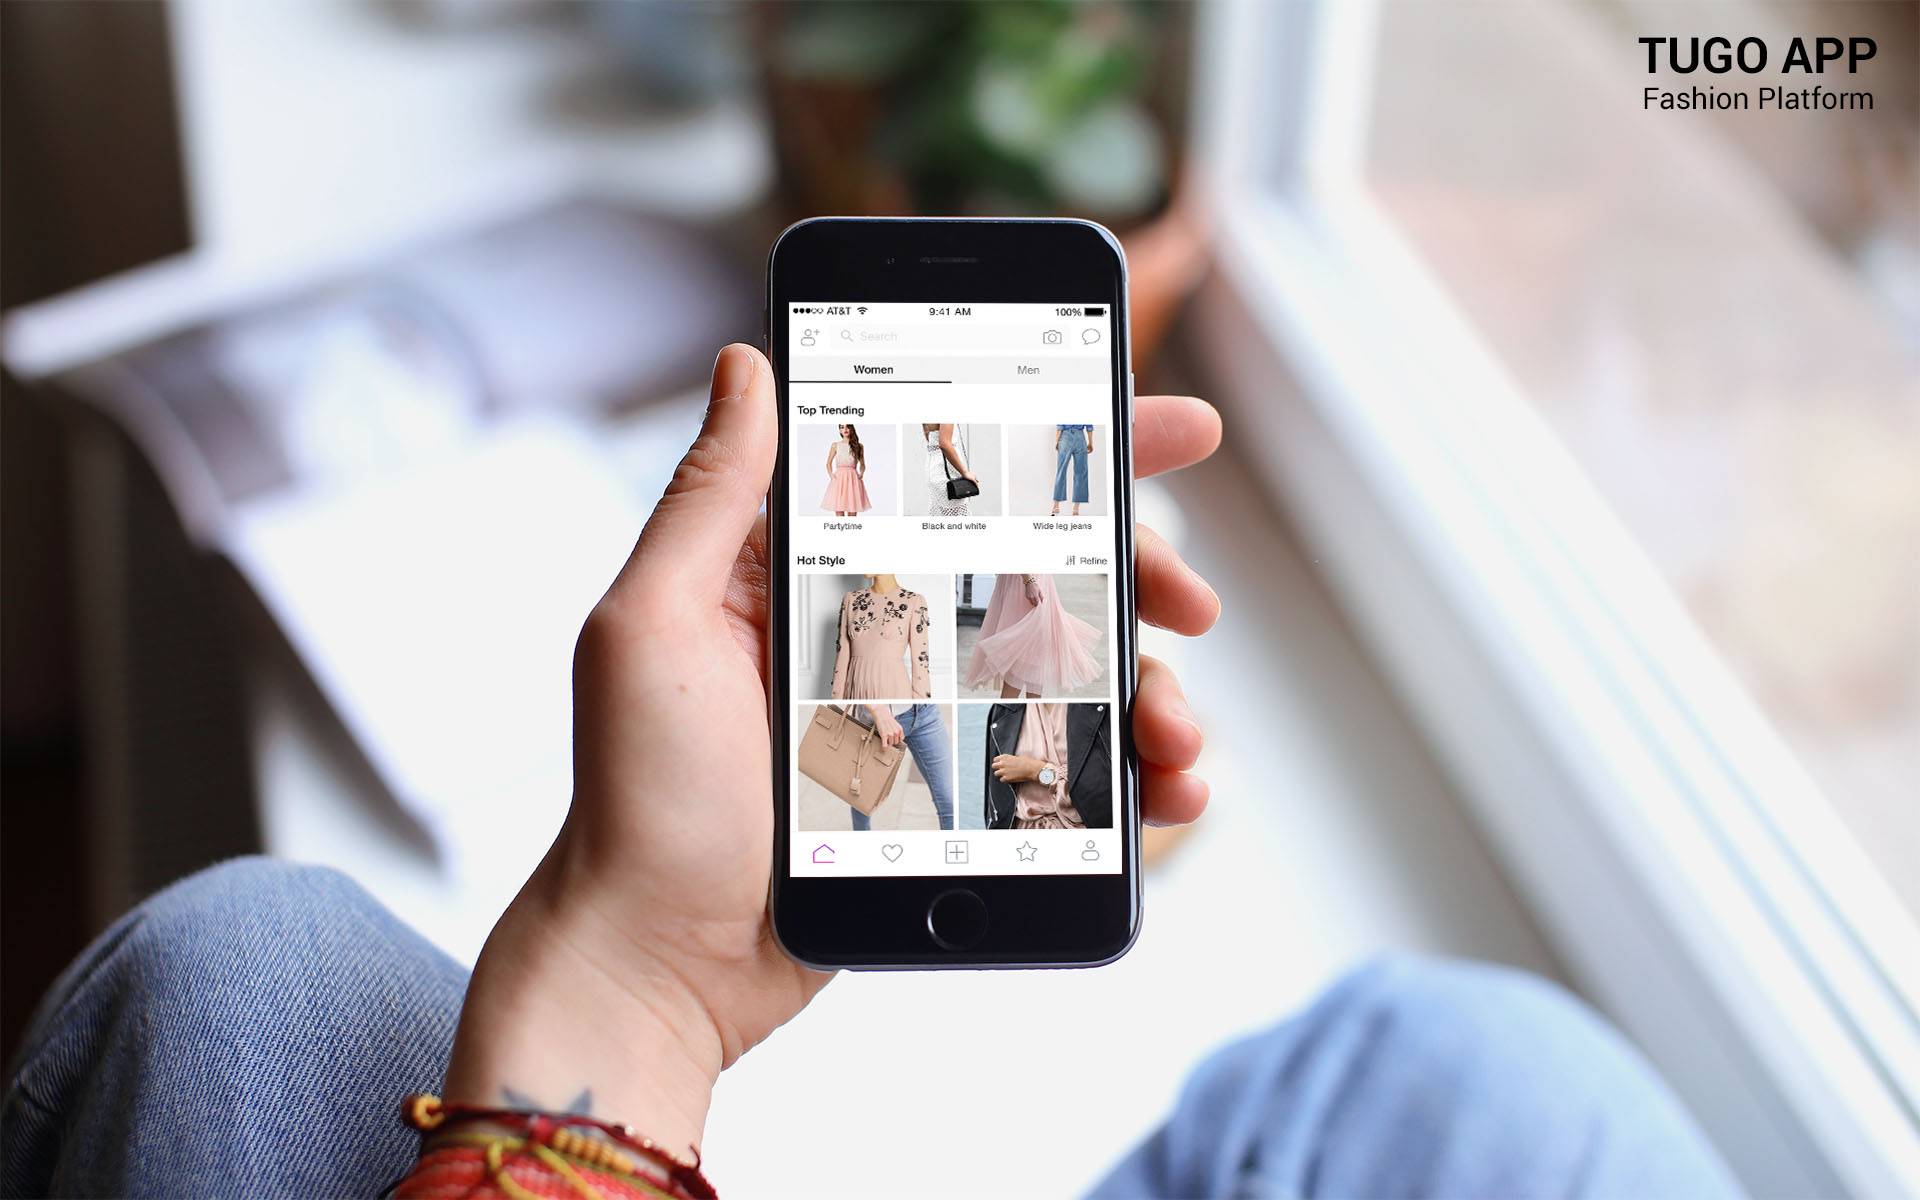 TUGO APP
Fashion Platform
AT&T 9:41 AM 100%
Search
Women Men
Top Trending
Partytime Black and white Wide leg jeans
Hot Style Refine